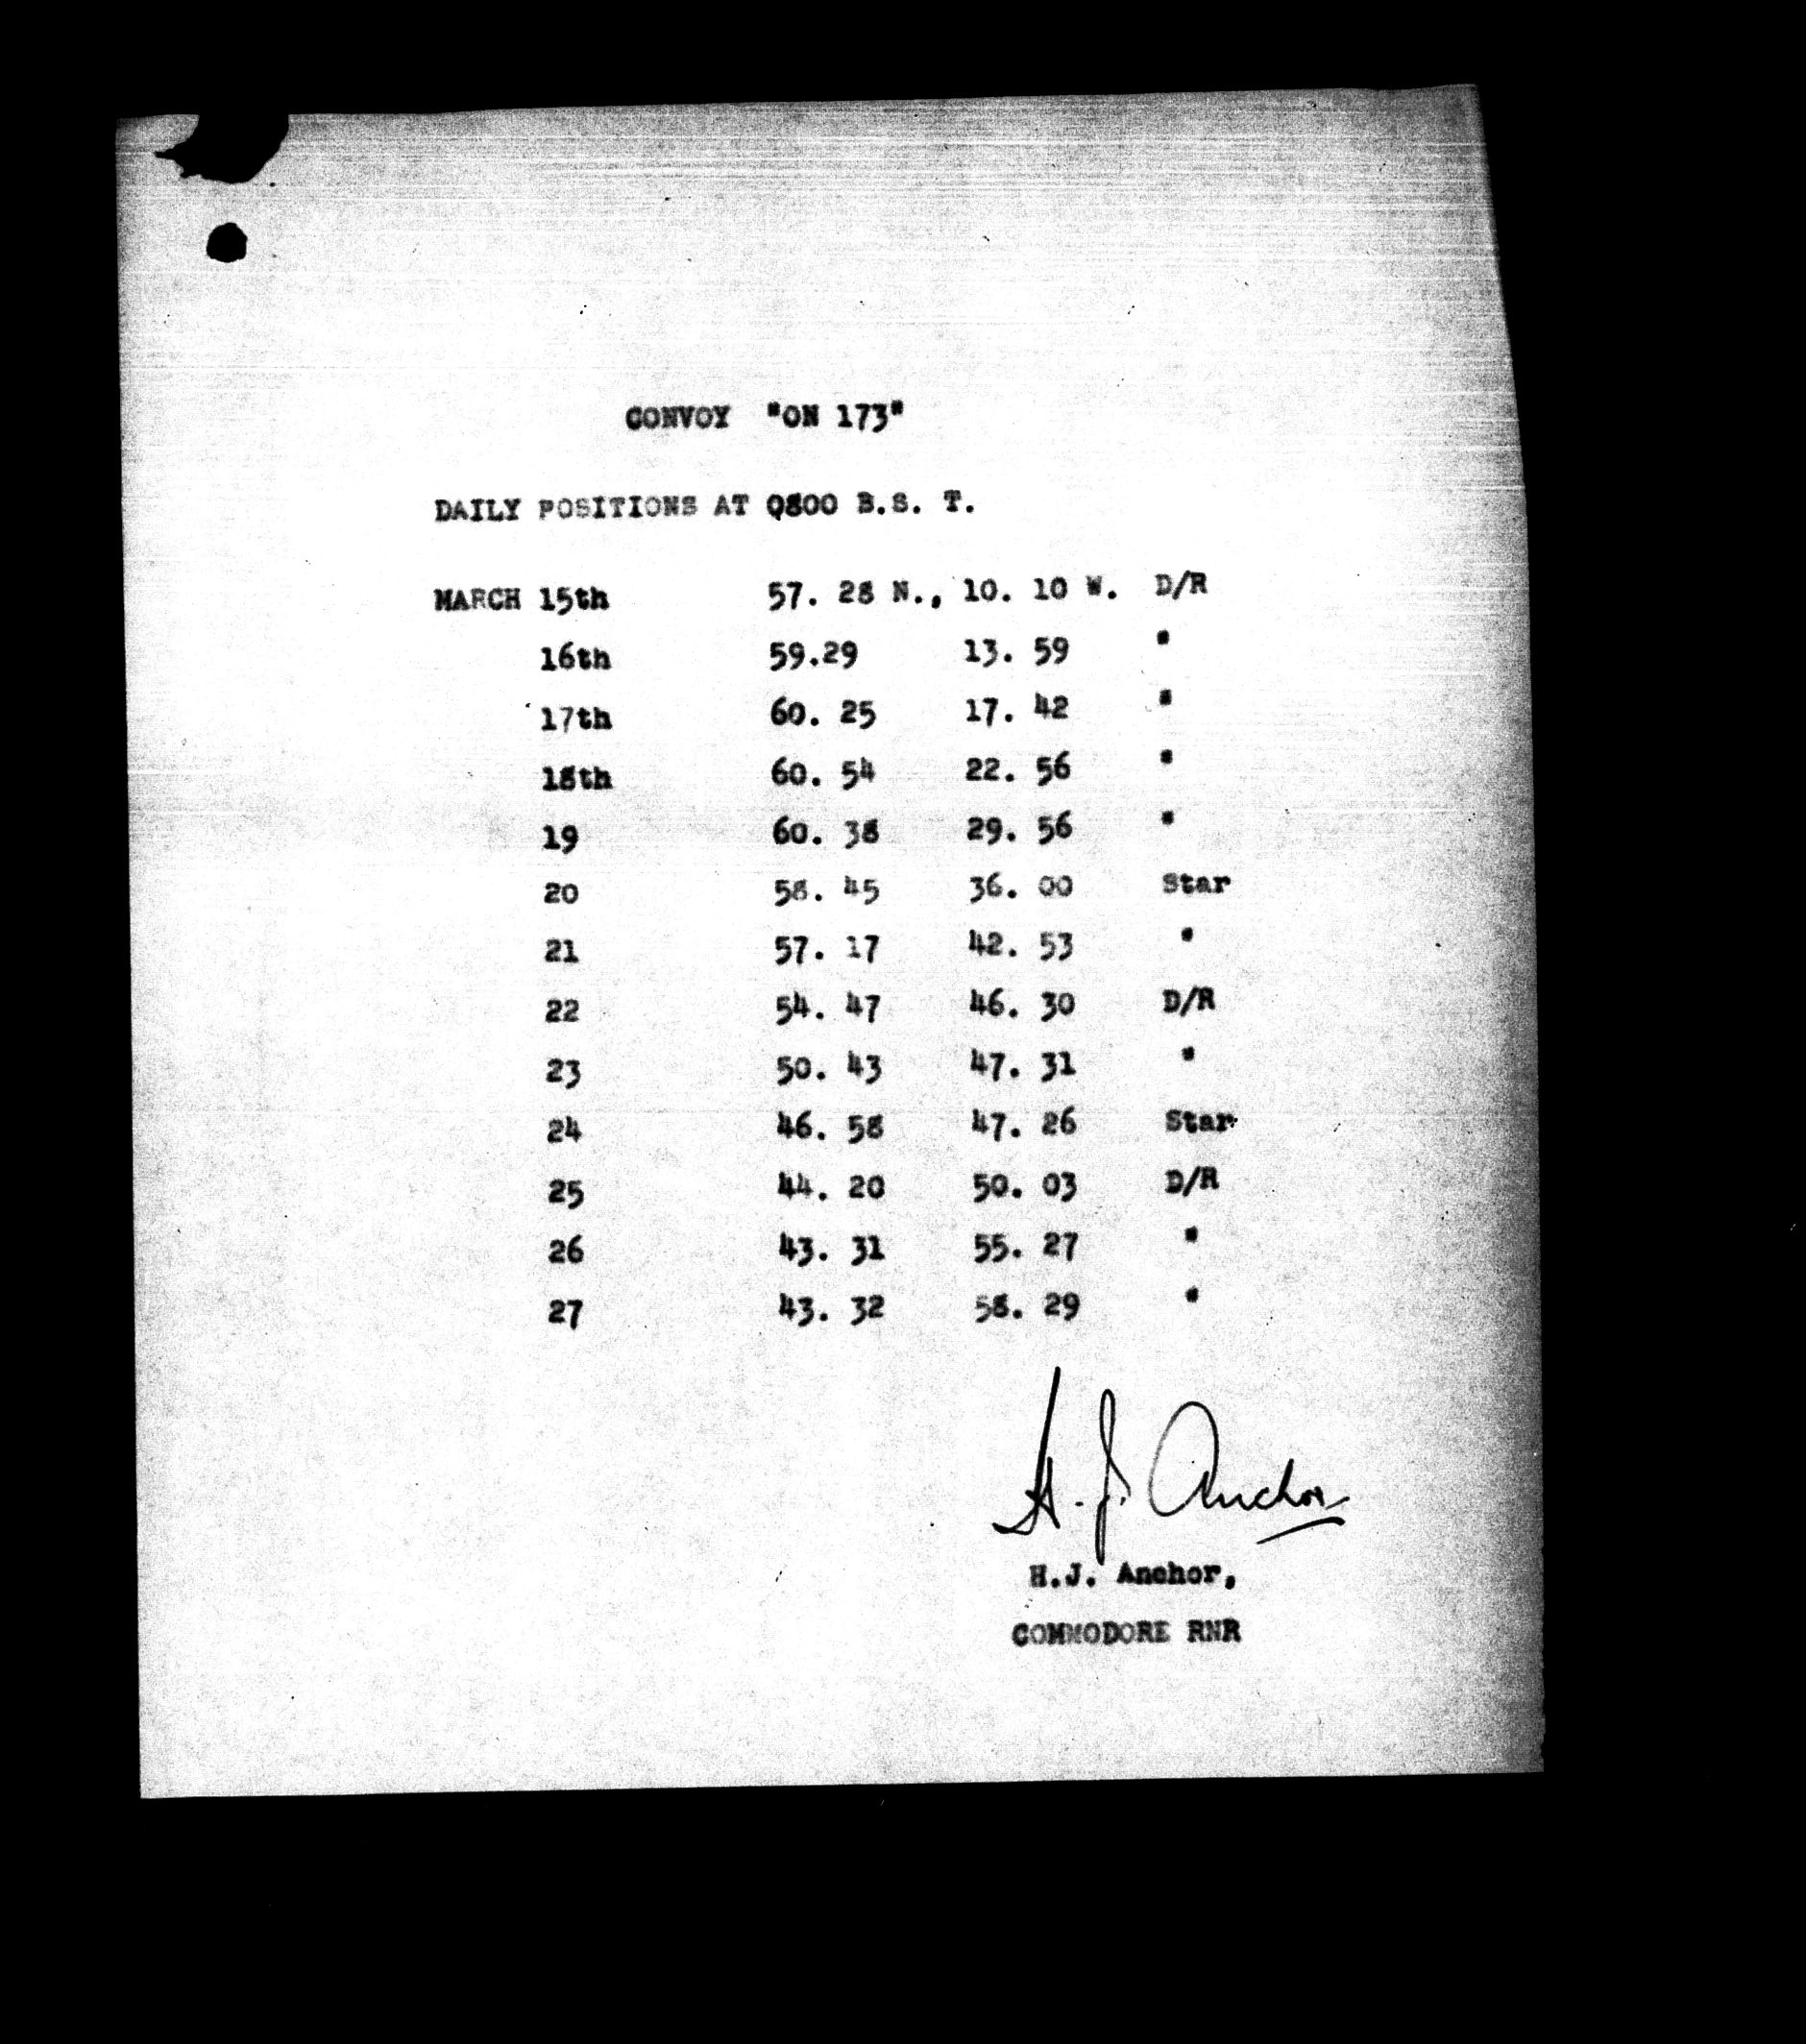 CONVOY "ON 173"
DAILY POSITIONS AT 0800 B.S. T.
MARCH 15th 57. 28 N., 10. 10 W. D/R
16th 59.29 13. 59 "
17th 60. 25 17. 42 "
18th 60. 54 22. 56 "
19 60. 38 29. 56 "
20 58. 45 36. 00 Star
21 57. 17 42. 53 "
22 54. 47 46. 30 D/R
23 50. 43 47. 31 "
24 46. 58 47. 26 Star
25 44. 20 50. 03 D/R
26 43. 31 55. 27 "
27 43. 32 58. 29 "
H. J. Anchor
H.J. Anchor,
COMMODORE RNR